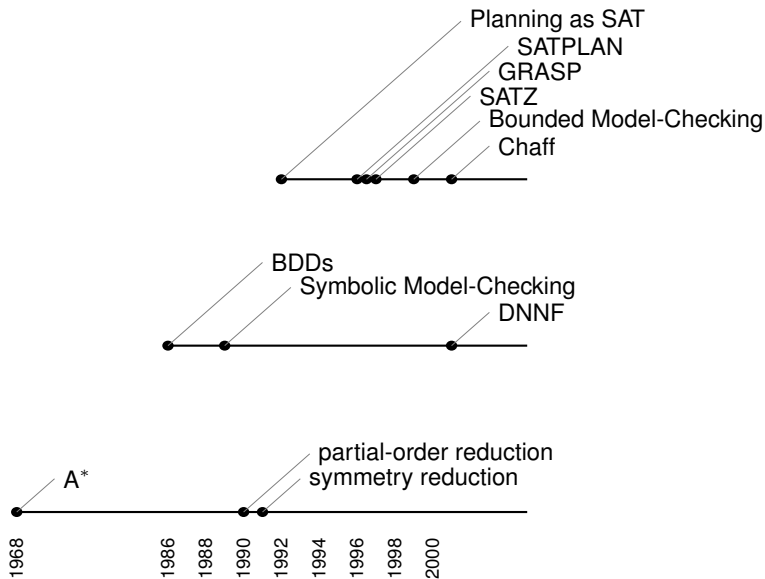 Planning as SAT
SATPLAN
GRASP
SATZ
Bounded Model-Checking
Chaff
BDDs
Symbolic Model-Checking
DNNF
partial-order reduction
A*
symmetry reduction
1968
1986
1988
1990
1992
1994
1996
1998
2000